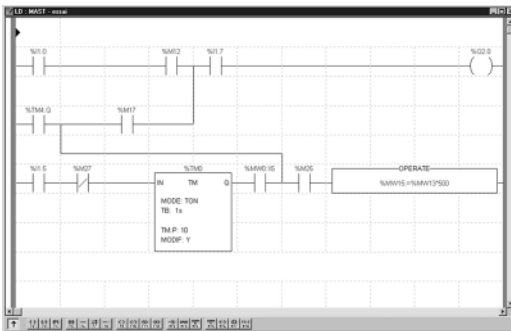 LD : MAST - essai
%I1.0 %M12 %I1.7 %Q2.0
%TM4.Q %M17
%I1.5 %M27 %TM0 %MW0:X6 %M25 OPERATE
IN TM Q %MW15:=%MW13*500
MODE: TON
TB: 1s
TM.P: 10
MODIF: Y